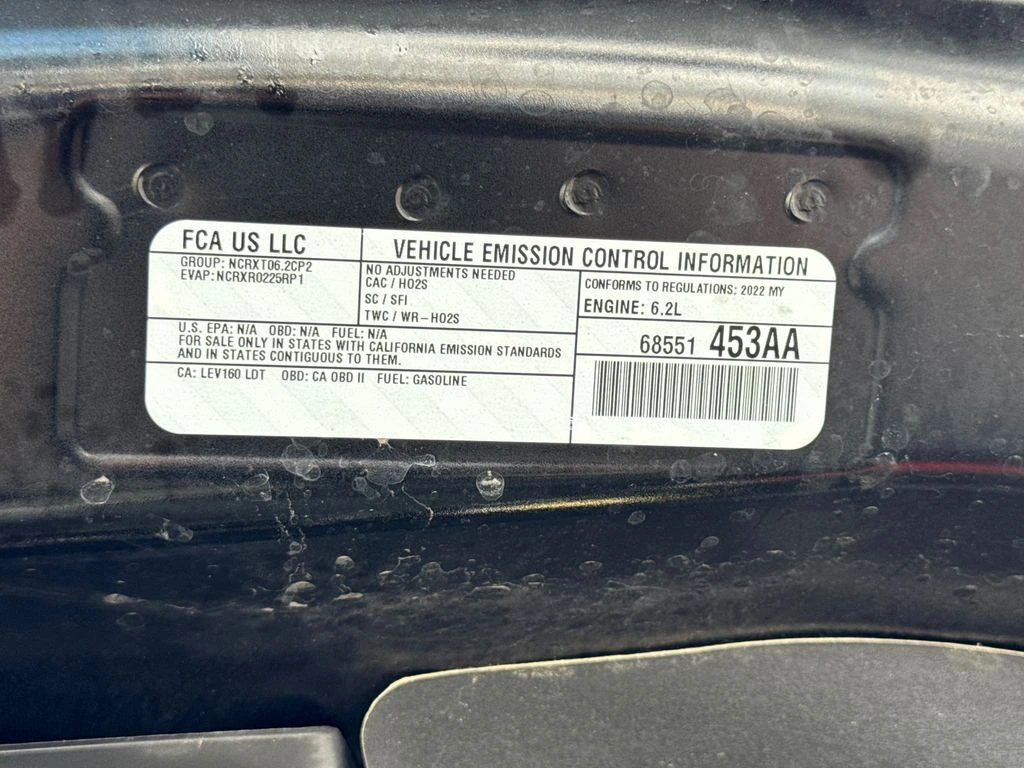 FCA US LLC
GROUP: NCRXT06.2CP2
EVAP: NCRXR0225RP1
VEHICLE EMISSION CONTROL INFORMATION
NO ADJUSTMENTS NEEDED
CAC / HO2S
SC / SFI
TWC / WR-HO2S
CONFORMS TO REGULATIONS: 2022 MY
ENGINE: 6.2L
U.S. EPA: N/A OBD: N/A FUEL: N/A
FOR SALE ONLY IN STATES WITH CALIFORNIA EMISSION STANDARDS
AND IN STATES CONTIGUOUS TO THEM.
68551 453AA
CA: LEV160 LDT OBD: CA OBD II FUEL: GASOLINE